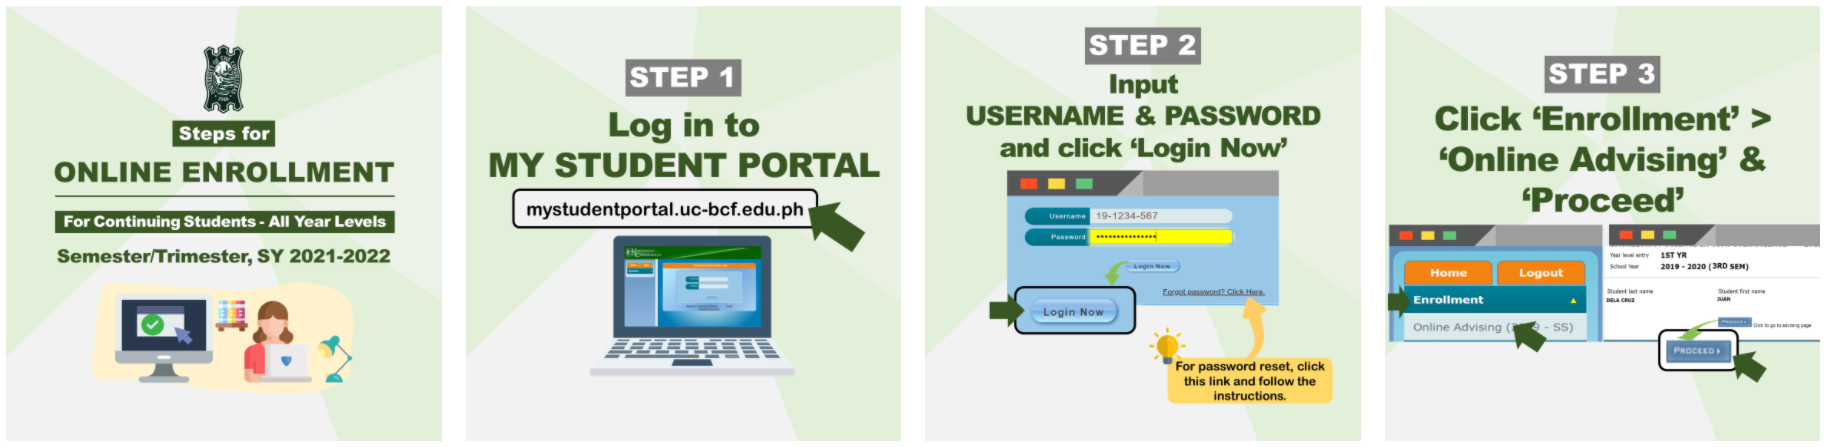 Steps for
ONLINE ENROLLMENT
For Continuing Students - All Year Levels
Semester/Trimester, SY 2021-2022
STEP 1
Log in to
MY STUDENT PORTAL
mystudentportal.uc-bcf.edu.ph
STEP 2
Input
USERNAME & PASSWORD
and click ‘Login Now’
Username 19-1234-567
Password
Login Now
Forgot password? Click Here.
Login Now
For password reset, click
this link and follow the
instructions.
STEP 3
Click ‘Enrollment’ >
‘Online Advising’ &
‘Proceed’
Home Logout
Enrollment
Online Advising (2 9 - SS)
Year level entry 1ST YR
School Year 2019 - 2020 (3RD SEM)
Student last name Student first name
DELA CRUZ JUAN
PROCEED Click to go to advising page
PROCEED